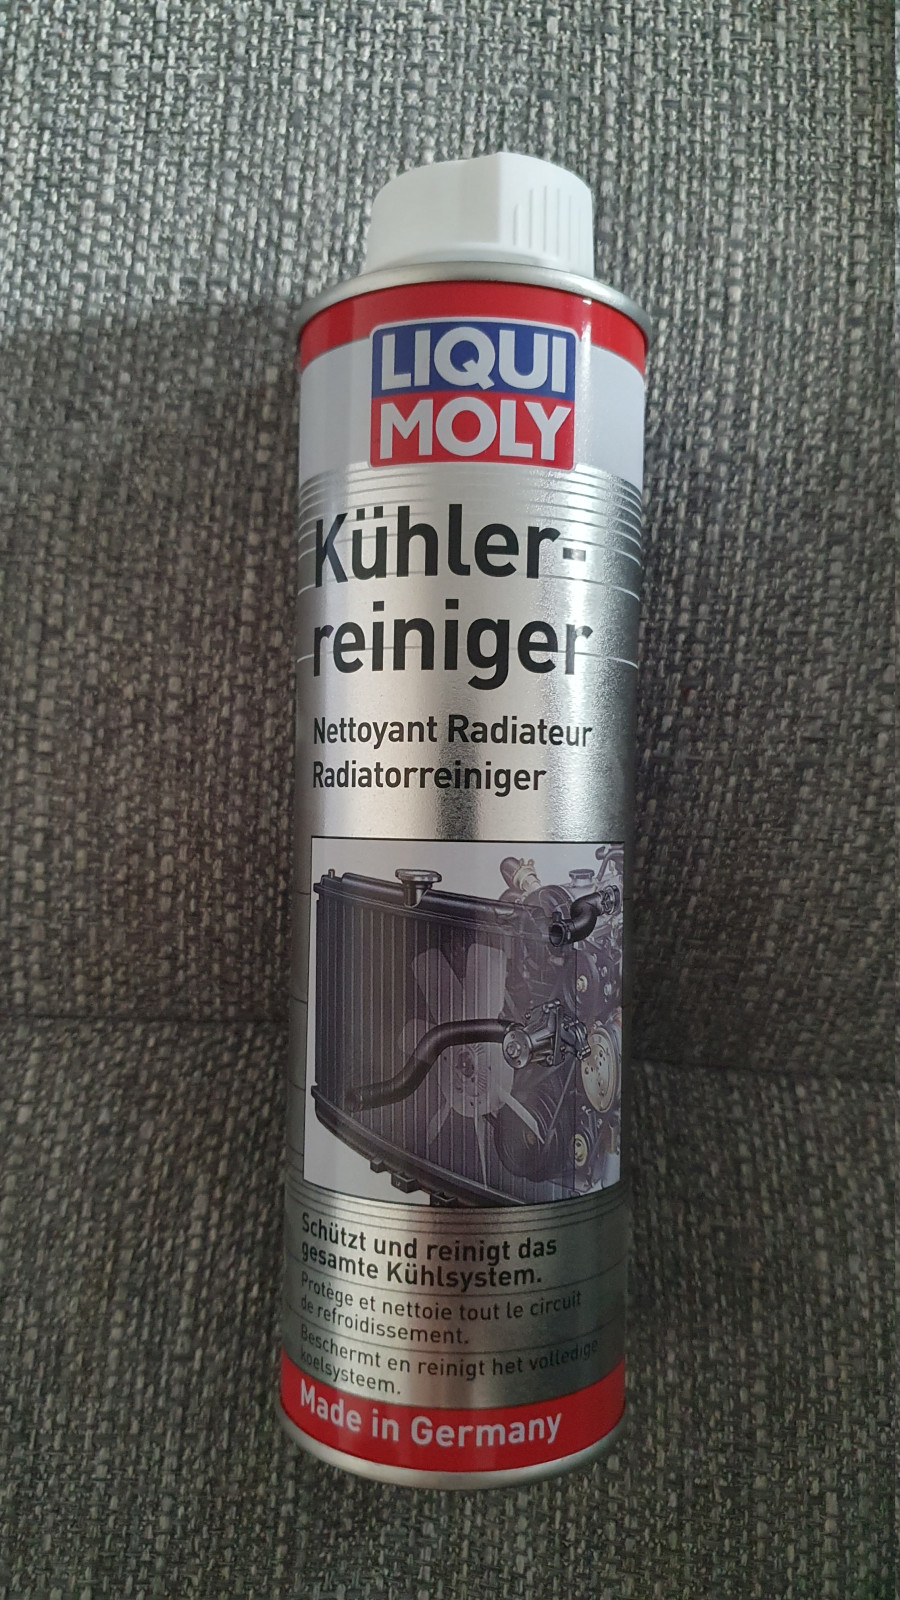 LIQUI
MOLY
Kühler-
reiniger
Nettoyant Radiateur
Radiatorreiniger
Schützt und reinigt das
gesamte Kühlsystem.
Protège et nettoie tout le circuit
de refroidissement.
Beschermt en reinigt het volledige
koelsysteem.
Made in Germany